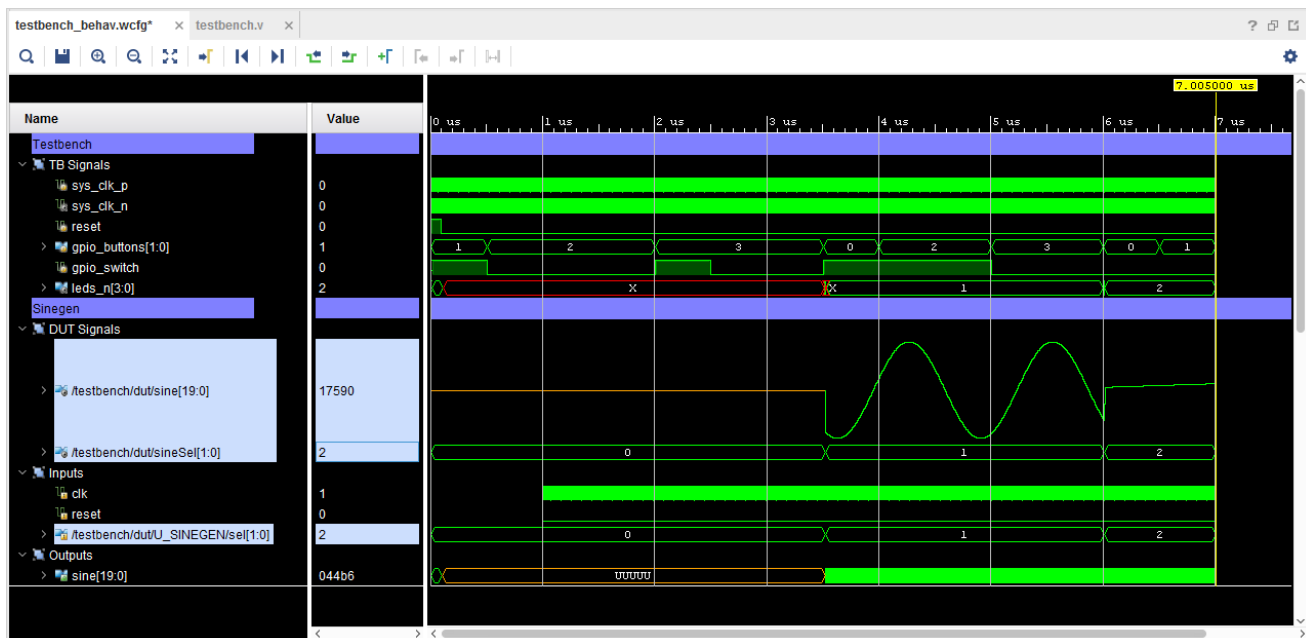 testbench_behav.wcfg* × testbench.v ×
?
7.005000 us
Name Value
0 us 1 us 2 us 3 us 4 us 5 us 6 us 7 us
Testbench
TB Signals
sys_clk_p 0
sys_clk_n 0
reset 0
gpio_buttons[1:0] 1 1 2 3 0 2 3 0 1
gpio_switch 0
leds_n[3:0] 2 X X 1 2
Sinegen
DUT Signals
/testbench/dut/sine[19:0] 17590
/testbench/dut/sineSel[1:0] 2 0 1 2
Inputs
clk 1
reset 0
/testbench/dut/U_SINEGEN/sel[1:0] 2 0 1 2
Outputs
sine[19:0] 044b6 UUUUU